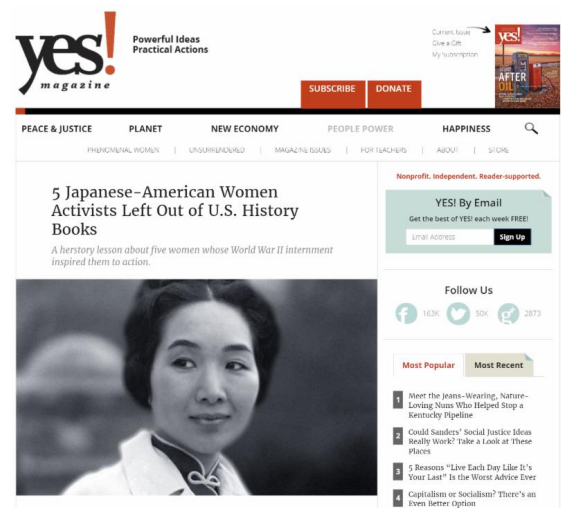 yes!
magazine
Powerful Ideas
Practical Actions
Current Issue
Give a Gift
My Subscription
yes!
AFTER
OIL
SUBSCRIBE
DONATE
PEACE & JUSTICE
PLANET
NEW ECONOMY
PEOPLE POWER
HAPPINESS
PHENOMENAL WOMEN | UNSURRENDERED | MAGAZINE ISSUES | FOR TEACHERS | ABOUT | STORE
5 Japanese-American Women
Activists Left Out of U.S. History
Books
A herstory lesson about five women whose World War II internment
inspired them to action.
Nonprofit. Independent. Reader-supported.
YES! By Email
Get the best of YES! each week FREE!
Email Address
Sign Up
Follow Us
163K
50K
2873
Most Popular
Most Recent
1 Meet the Jeans-Wearing, Nature-
Loving Nuns Who Helped Stop a
Kentucky Pipeline
2 Could Sanders' Social Justice Ideas
Really Work? Take a Look at These
Places
3 5 Reasons "Live Each Day Like It's
Your Last" Is the Worst Advice Ever
4 Capitalism or Socialism? There's an
Even Better Option